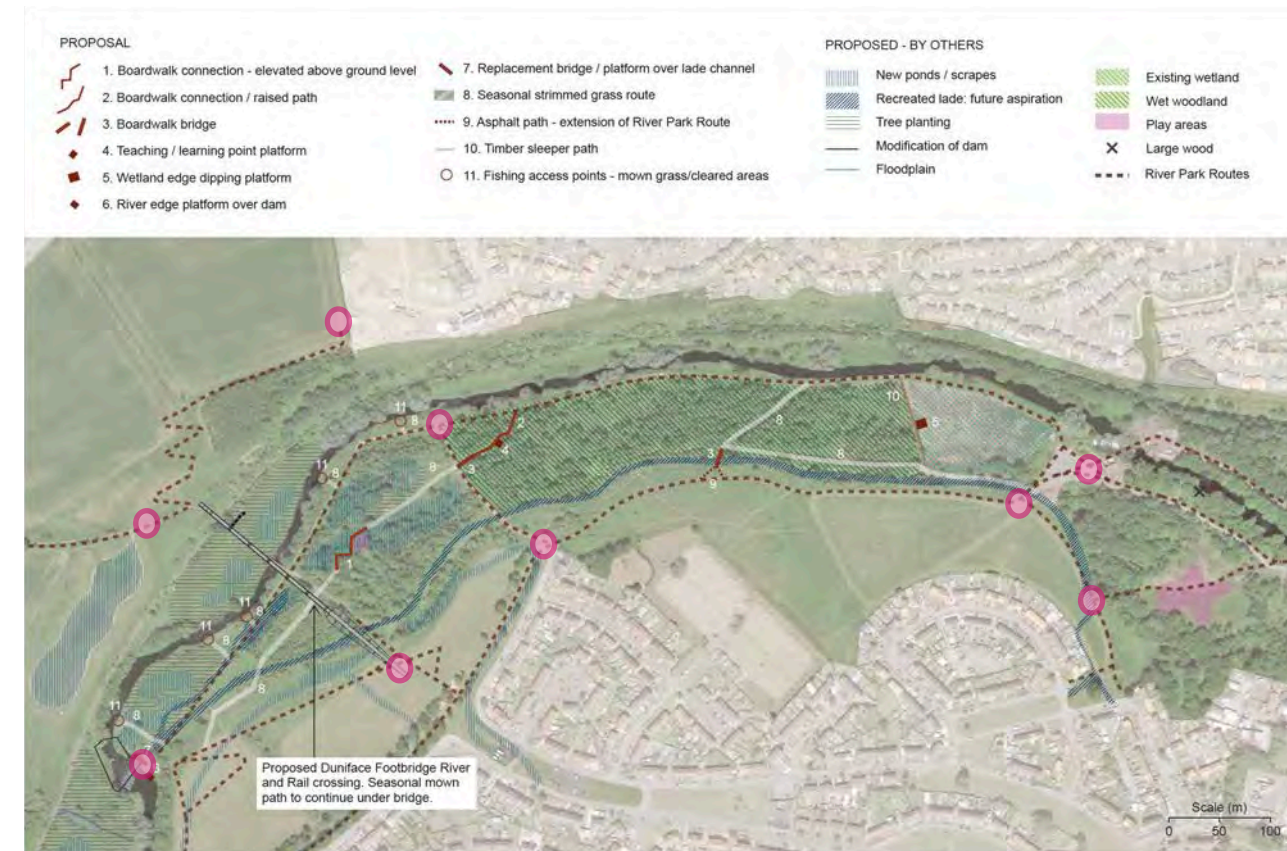 PROPOSAL
1. Boardwalk connection - elevated above ground level
2. Boardwalk connection / raised path
3. Boardwalk bridge
4. Teaching / learning point platform
5. Wetland edge dipping platform
6. River edge platform over dam
7. Replacement bridge / platform over lade channel
8. Seasonal strimmed grass route
9. Asphalt path - extension of River Park Route
10. Timber sleeper path
11. Fishing access points - mown grass/cleared areas
PROPOSED - BY OTHERS
New ponds / scrapes
Recreated lade: future aspiration
Tree planting
Modification of dam
Floodplain
Existing wetland
Wet woodland
Play areas
Large wood
River Park Routes
11
8
2
4
3
8
11
8
1
10
8
3
8
9
11
8
11
8
8
11
8
7
Proposed Duniface Footbridge River
and Rail crossing. Seasonal mown
path to continue under bridge.
Scale (m)
0 50 100